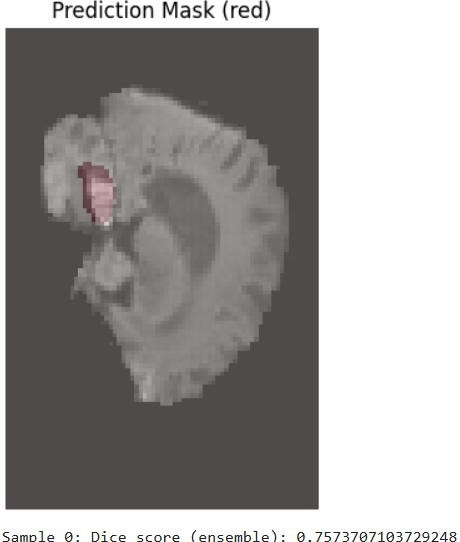 Prediction Mask (red)
Sample 0: Dice score (ensemble): 0.7573707103729248